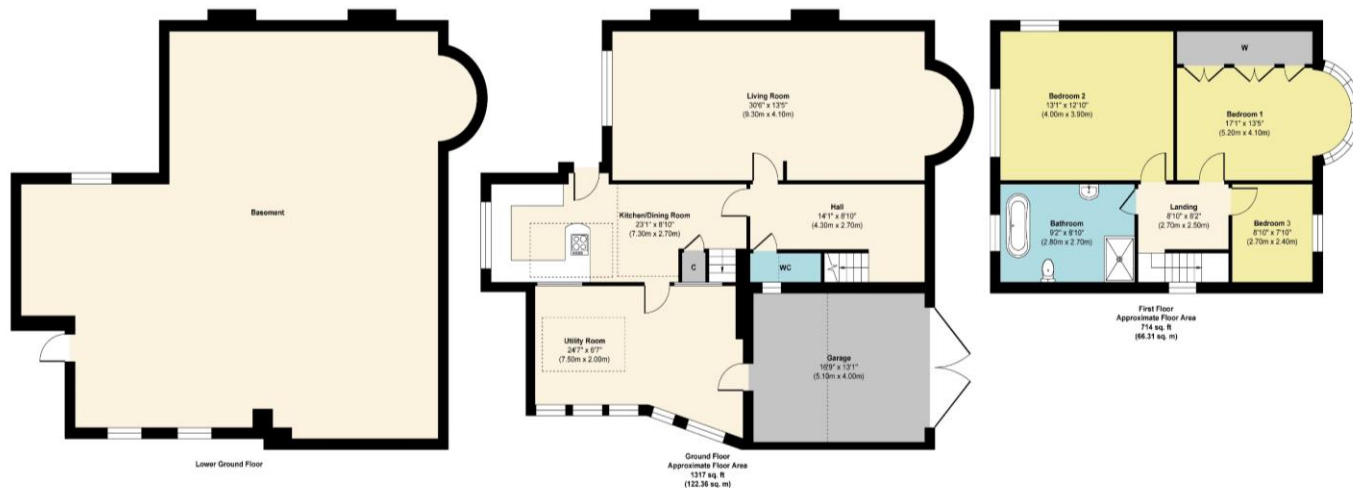 Basement
Lower Ground Floor
Living Room
30'6" x 13'5"
(9.30m x 4.10m)
Kitchen/Dining Room
23'1" x 8'10"
(7.30m x 2.70m)
Hall
14'1" x 8'10"
(4.30m x 2.70m)
C
WC
Utility Room
24'7" x 6'7"
(7.50m x 2.00m)
Garage
16'9" x 13'1"
(5.10m x 4.00m)
Ground Floor
Approximate Floor Area
1317 sq. ft
(122.36 sq. m)
W
Bedroom 2
13'1" x 12'10"
(4.00m x 3.90m)
Bedroom 1
17'1" x 13'5"
(5.20m x 4.10m)
Bathroom
9'2" x 8'10"
(2.80m x 2.70m)
Landing
8'10" x 8'2"
(2.70m x 2.50m)
Bedroom 3
8'10" x 7'10"
(2.70m x 2.40m)
First Floor
Approximate Floor Area
714 sq. ft
(66.31 sq. m)